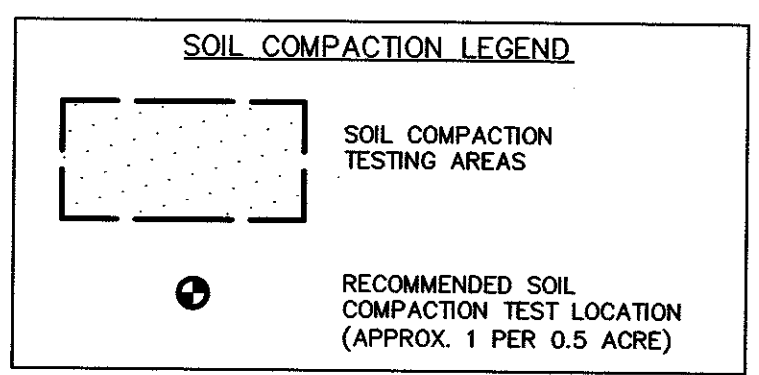 SOIL COMPACTION LEGEND
SOIL COMPACTION
TESTING AREAS
RECOMMENDED SOIL
COMPACTION TEST LOCATION
(APPROX. 1 PER 0.5 ACRE)